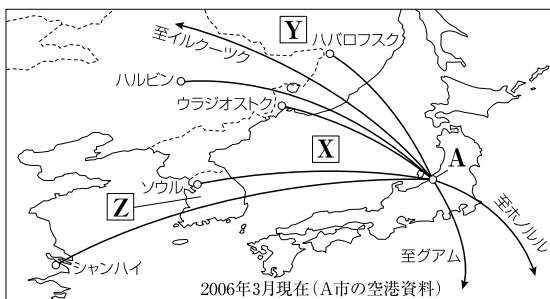 至イルクーツク
Y
ハバロフスク
ハルビン
ウラジオストク
X
A
ソウル
Z
至ホノルル
至グアム
シャンハイ
2006年3月現在(A市の空港資料)